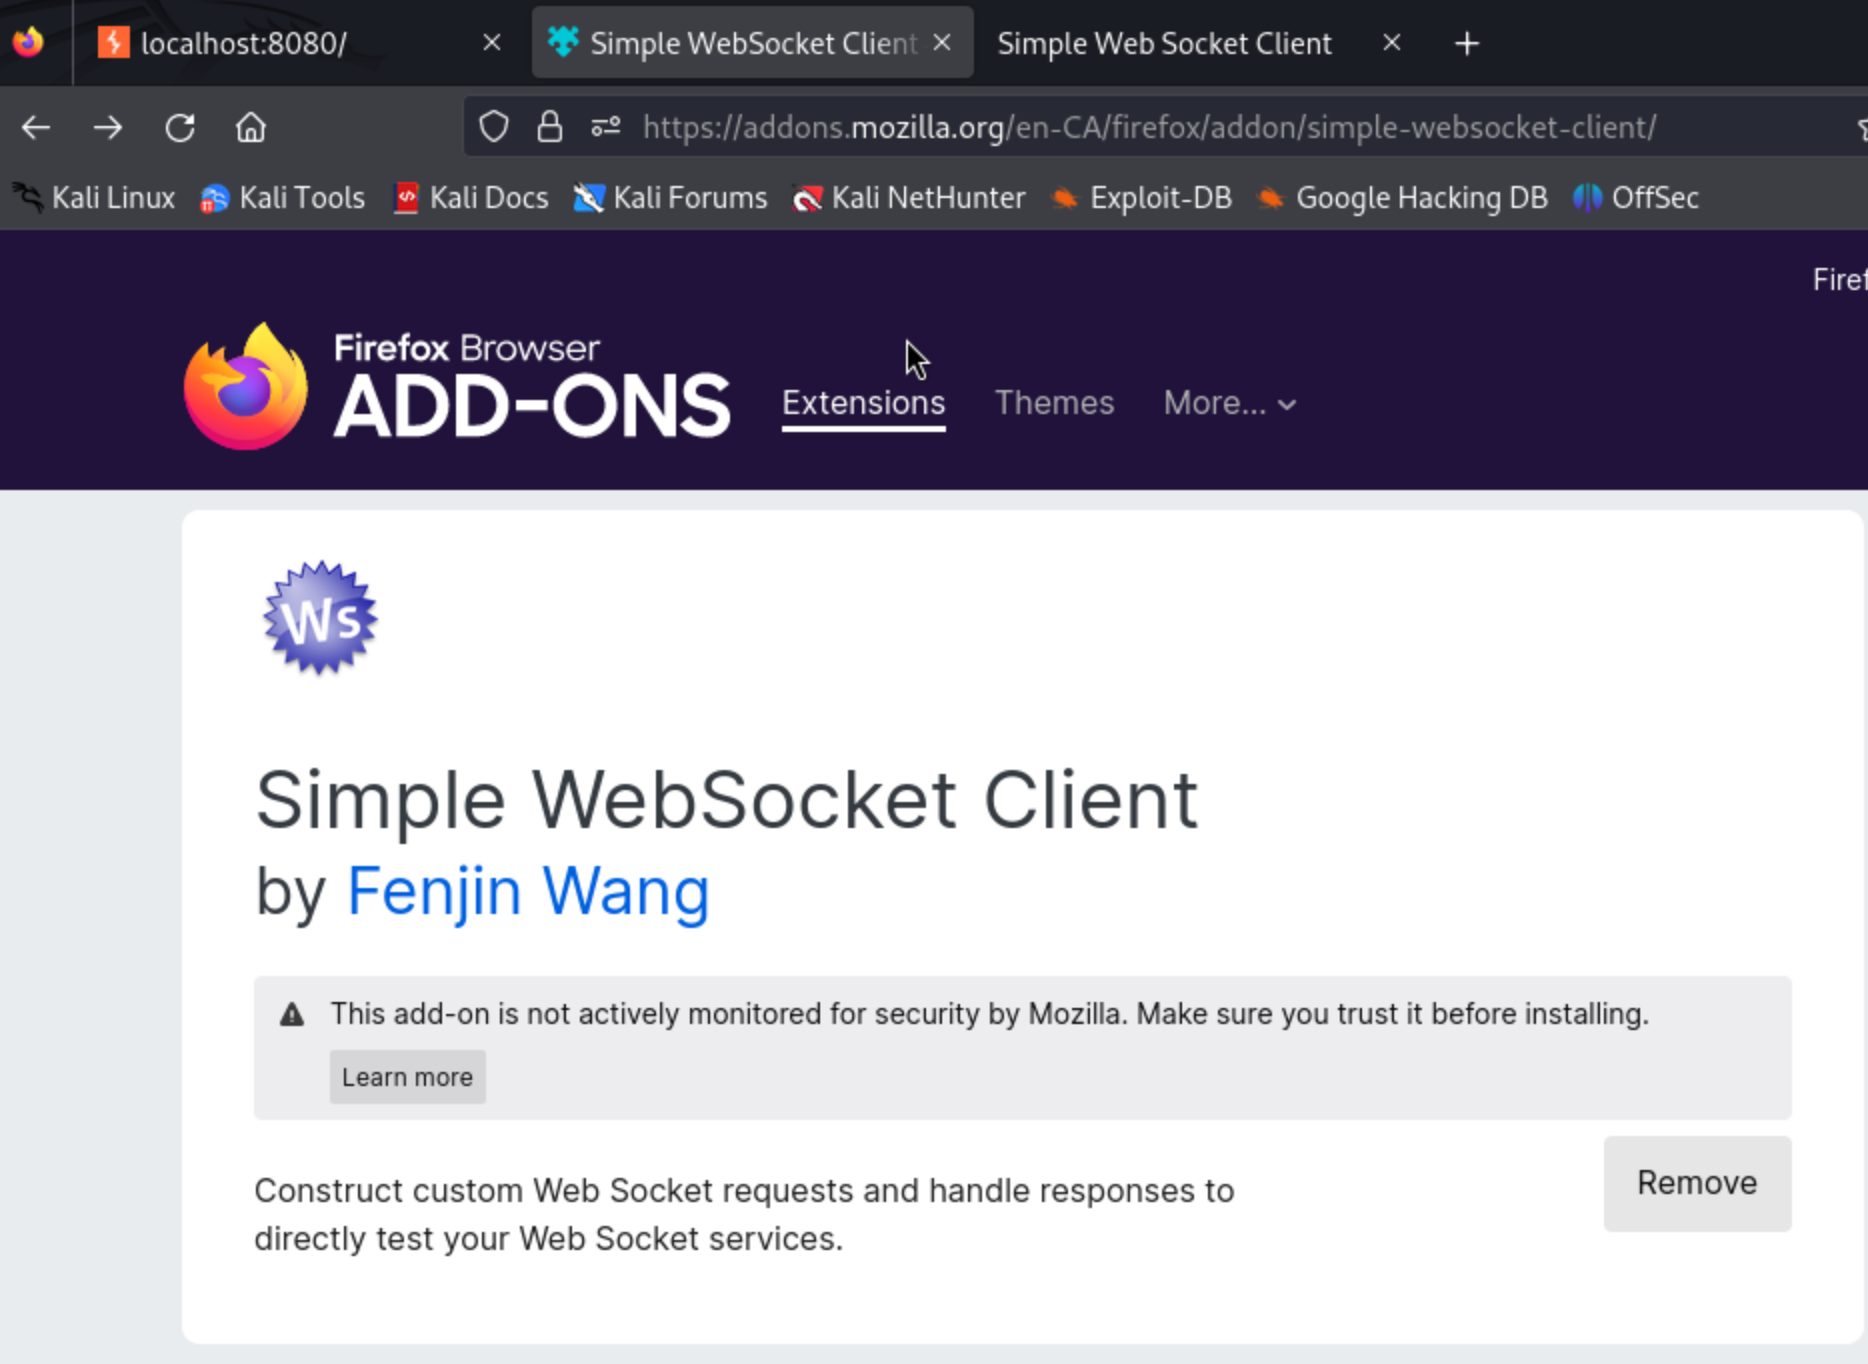 localhost:8080/
Simple WebSocket Client
Simple Web Socket Client
https://addons.mozilla.org/en-CA/firefox/addon/simple-websocket-client/
Kali Linux Kali Tools Kali Docs Kali Forums Kali NetHunter Exploit-DB Google Hacking DB OffSec
Firef
Firefox Browser
ADD-ONS
Extensions Themes More...
Ws
Simple WebSocket Client
by Fenjin Wang
This add-on is not actively monitored for security by Mozilla. Make sure you trust it before installing.
Learn more
Construct custom Web Socket requests and handle responses to
directly test your Web Socket services.
Remove